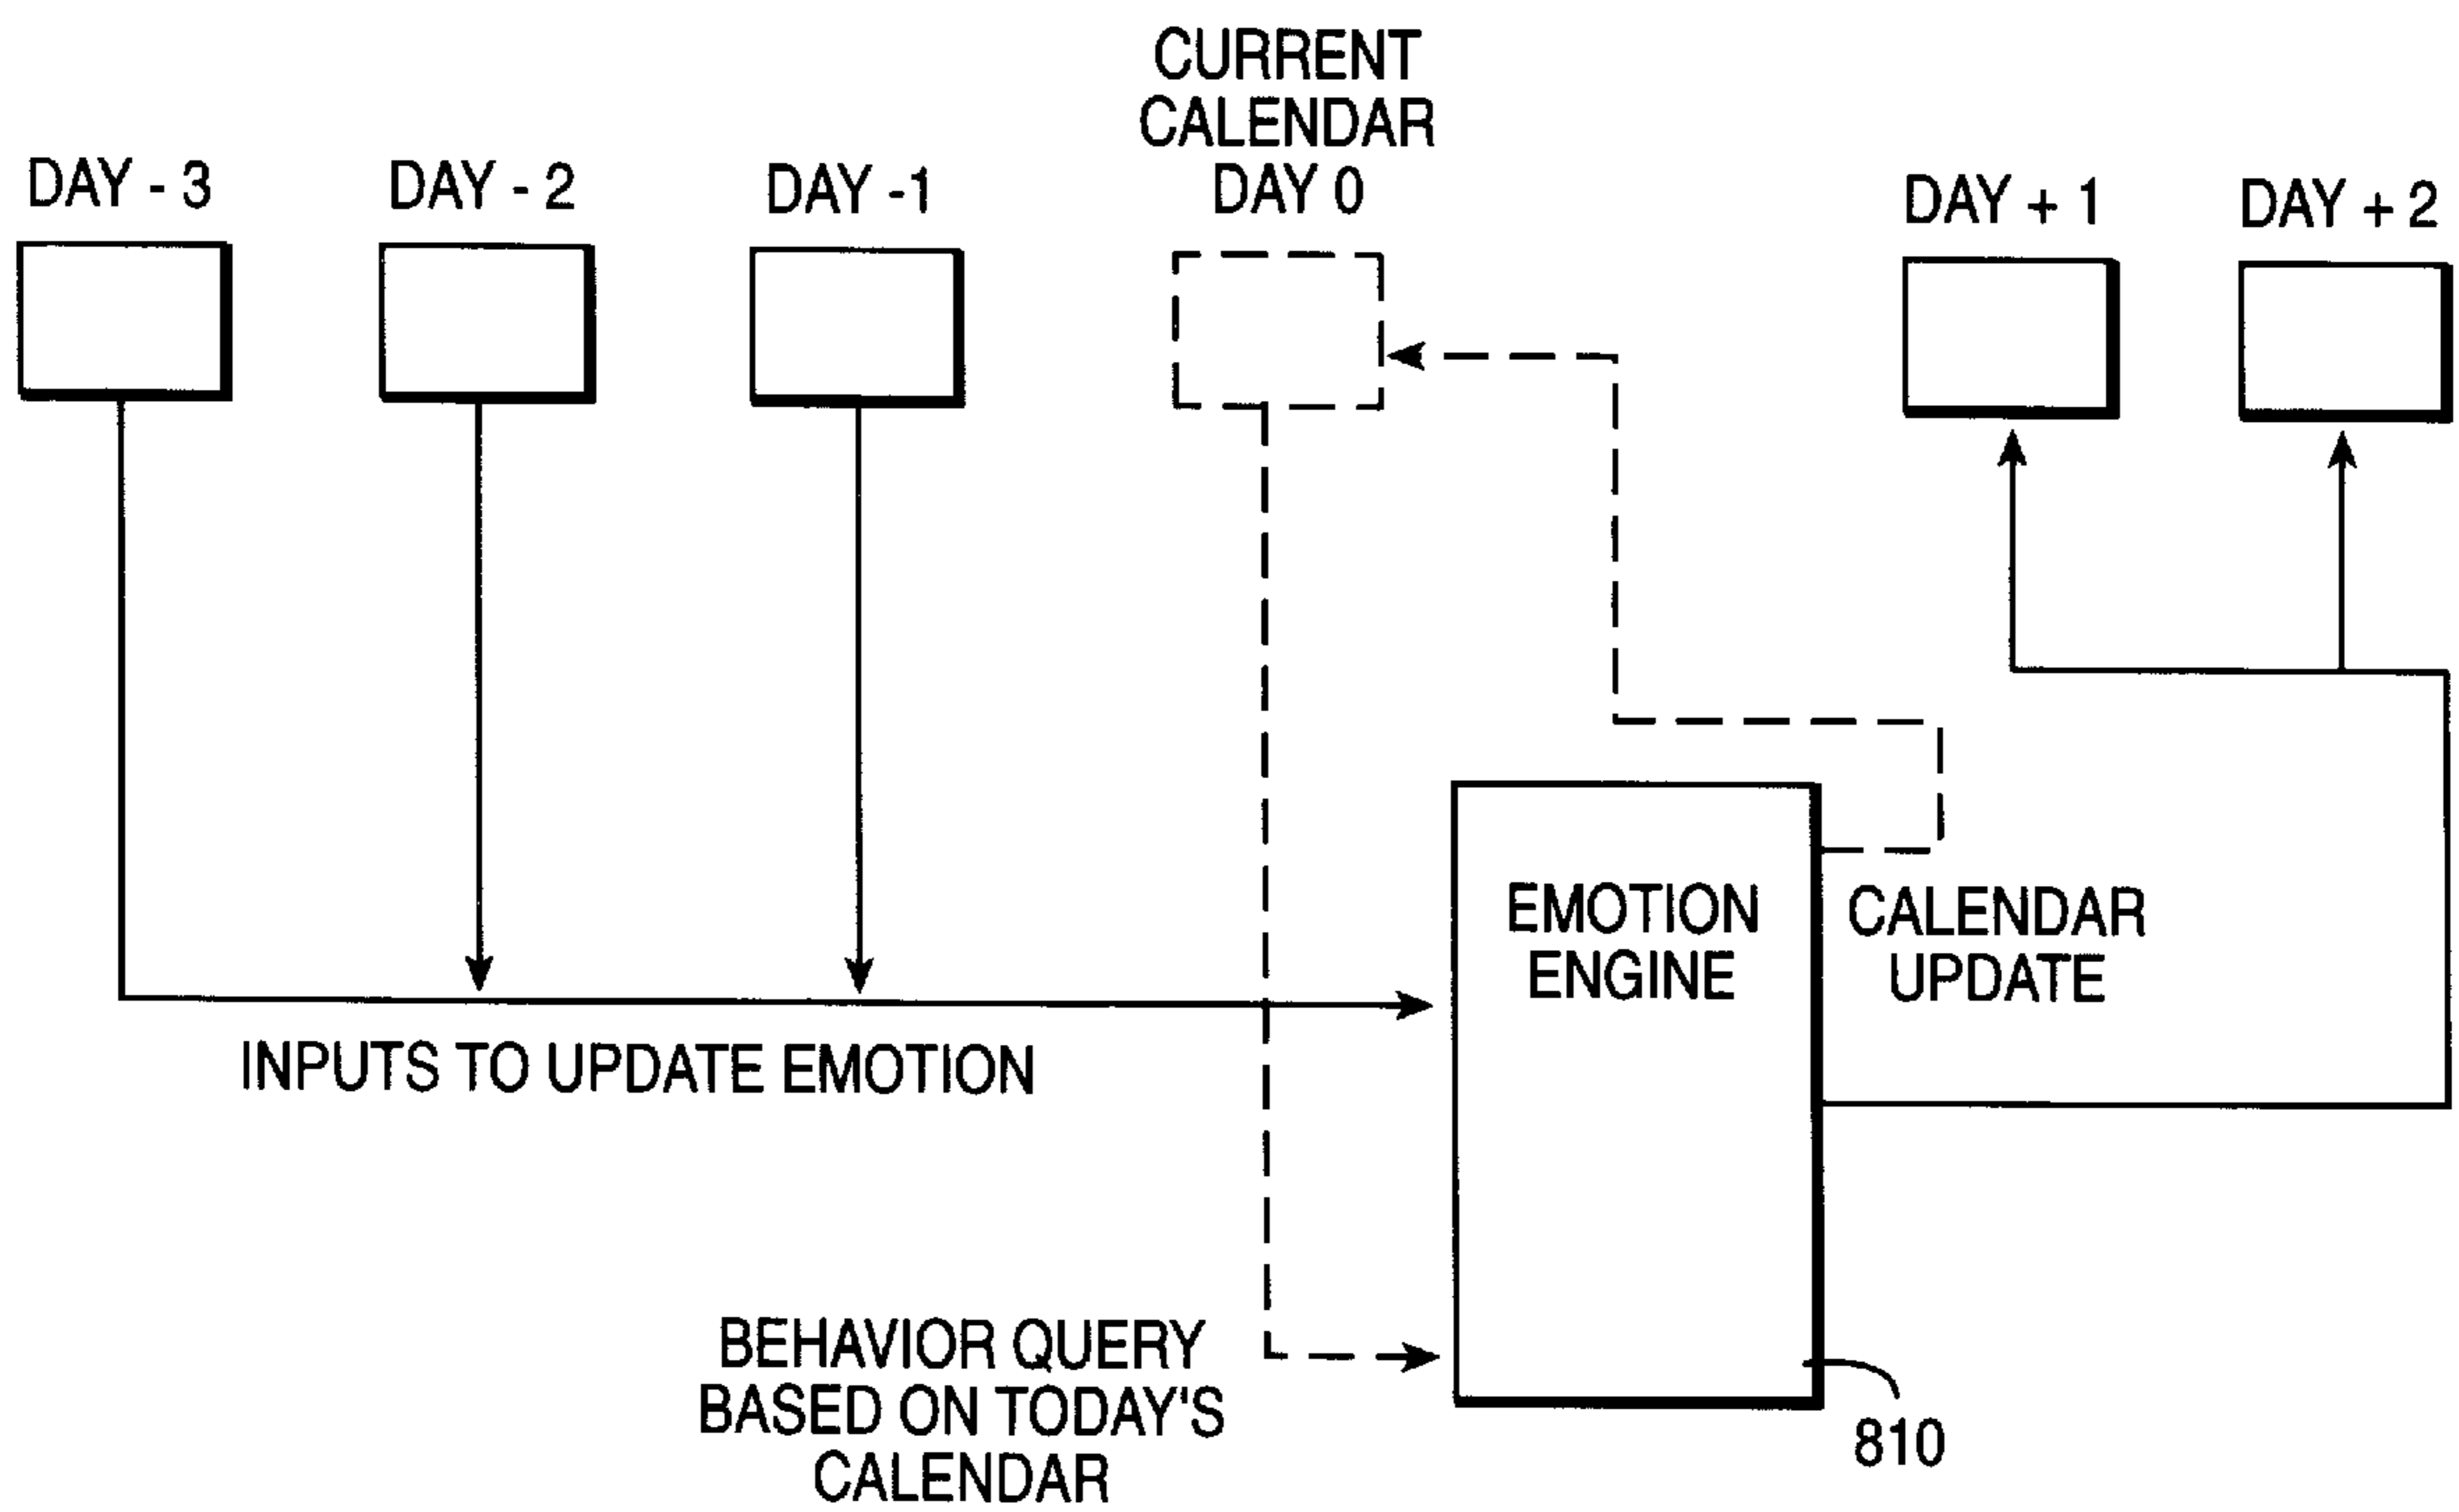 CURRENT
CALENDAR
DAY - 3
DAY - 2
DAY -1
DAY 0
DAY + 1
DAY + 2
EMOTION
ENGINE
CALENDAR
UPDATE
INPUTS TO UPDATE EMOTION
BEHAVIOR QUERY
BASED ON TODAY'S
CALENDAR
810